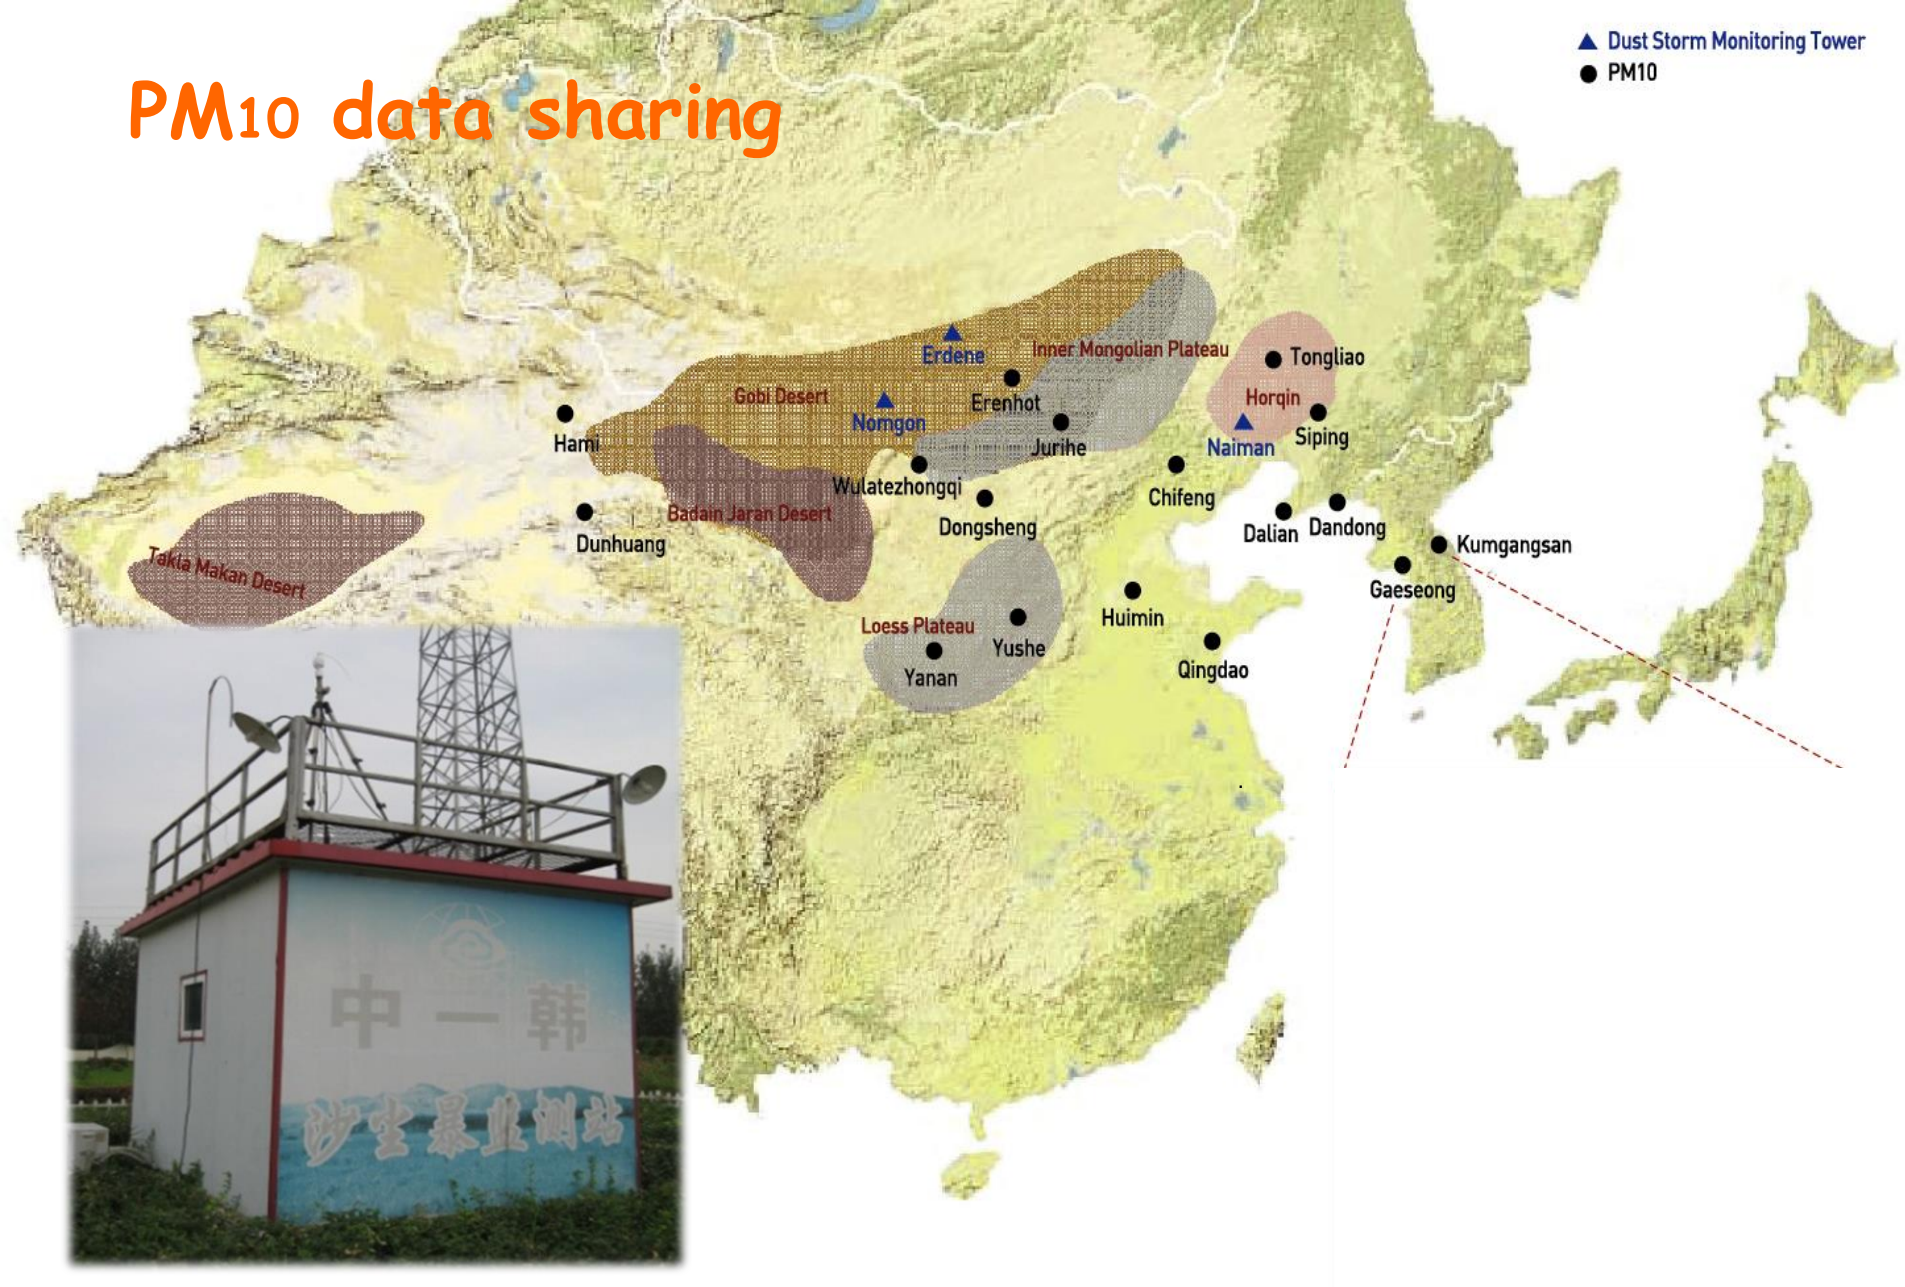 PM10 data sharing
Dust Storm Monitoring Tower
PM10
Erdene
Inner Mongolian Plateau
Tongliao
Gobi Desert
Erenhot
Horqin
Nomgon
Hami
Jurihe
Naiman
Siping
Wulatezhongqi
Chifeng
Badain Jaran Desert
Dongsheng
Dalian
Dandong
Dunhuang
Kumgangsan
Takla Makan Desert
Gaeseong
Huimin
Loess Plateau
Yushe
Yanan
Qingdao
中一韩
沙尘暴监测站